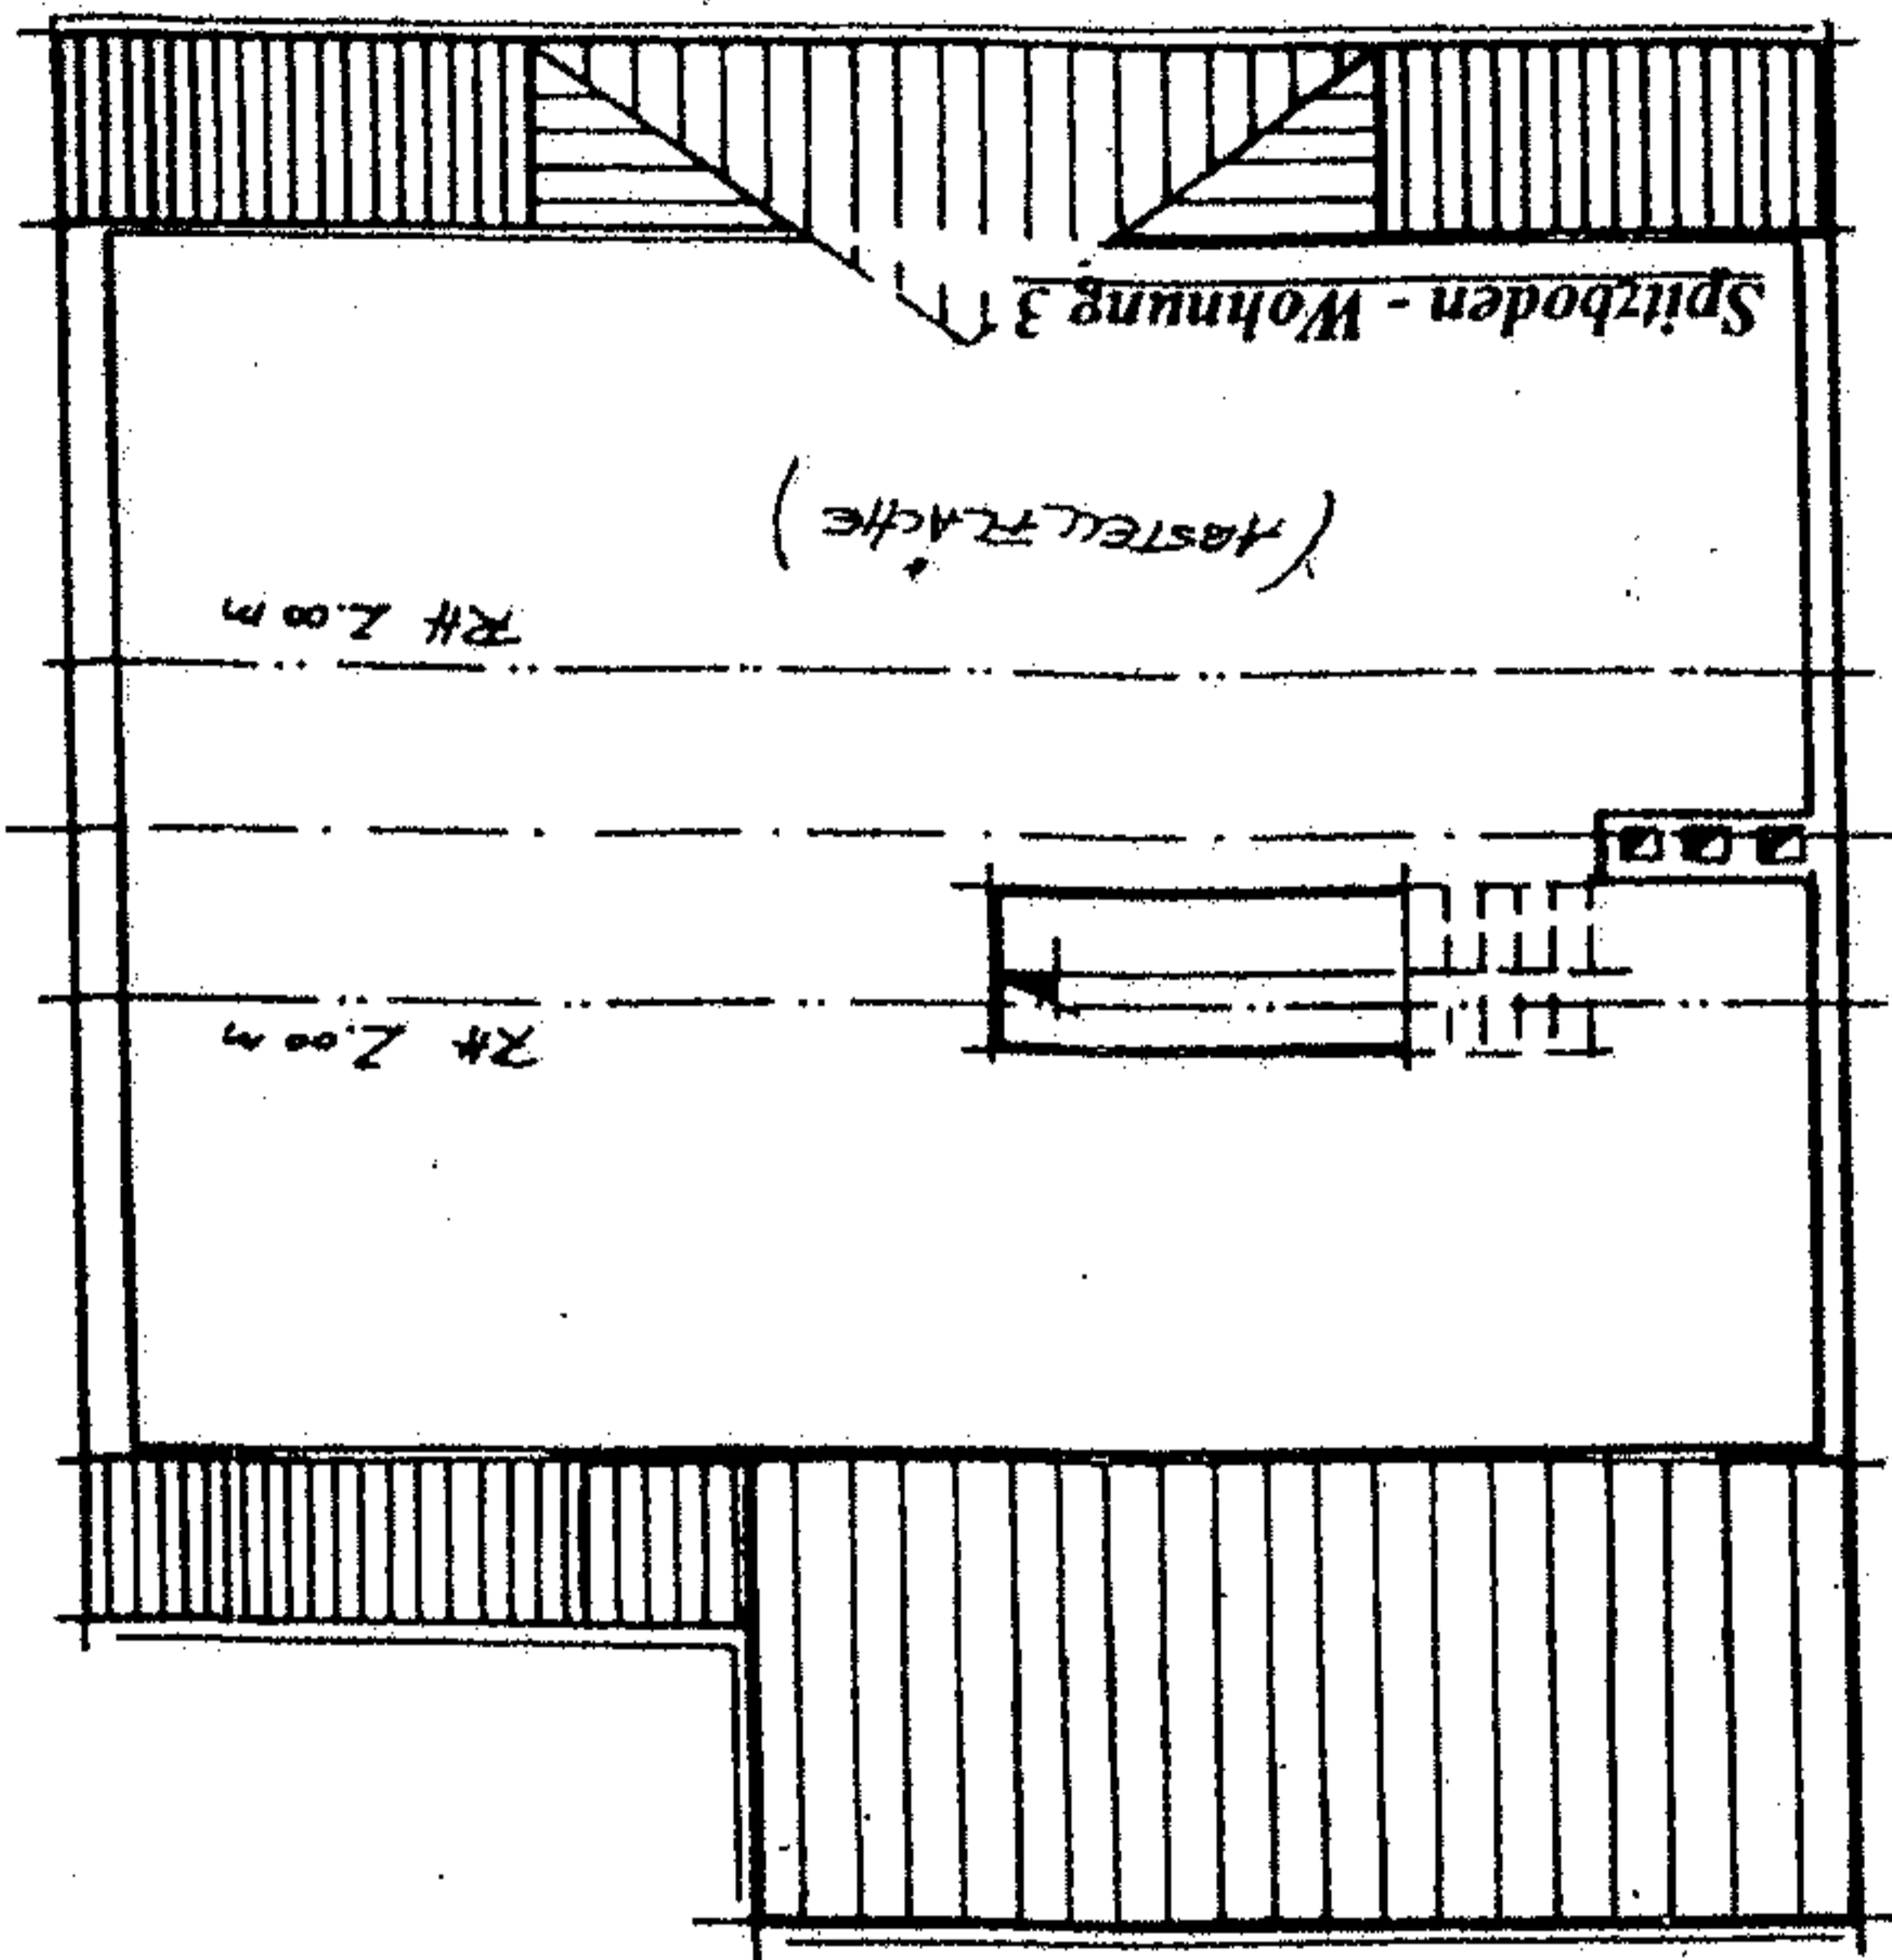 RH 2.00 m
RH 2.00 m
(ABSTELLFLÄCHE)
Spitzboden - Wohnung 3